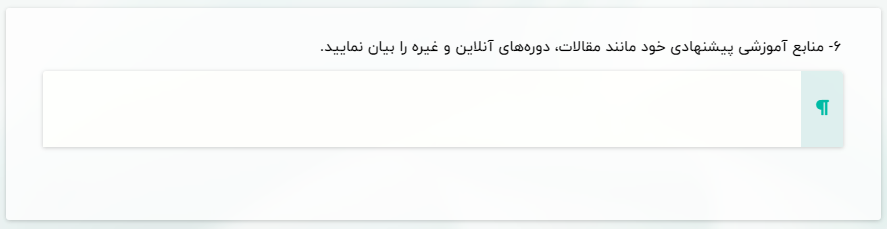 ۶- منابع آموزشی پیشنهادی خود مانند مقالات، دوره‌های آنلاین و غیره را بیان نمایید.
¶